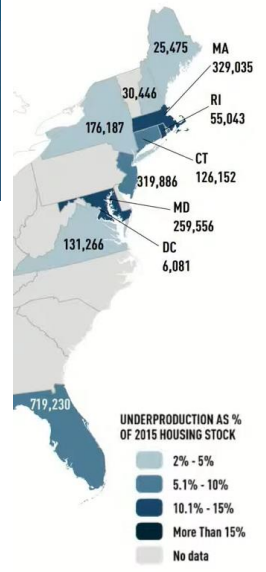 25,475
MA
329,035
30,446
RI
55,043
176,187
CT
126,152
319,886
MD
259,556
DC
6,081
131,266
719,230
UNDERPRODUCTION AS %
OF 2015 HOUSING STOCK
2% - 5%
5.1% - 10%
10.1% - 15%
More Than 15%
No data